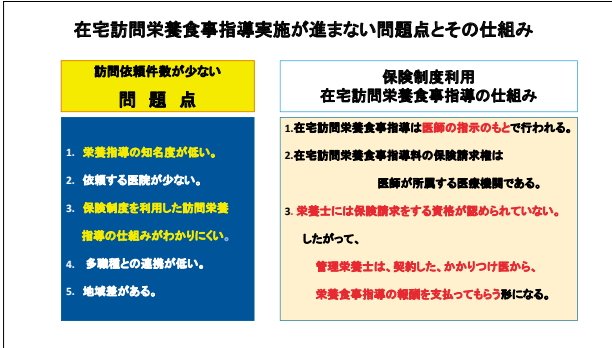 在宅訪問栄養食事指導実施が進まない問題点とその仕組み
訪問依頼件数が少ない
問 題 点
1. 栄養指導の知名度が低い。
2. 依頼する医院が少ない。
3. 保険制度を利用した訪問栄養
指導の仕組みがわかりにくい。
4. 多職種との連携が低い。
5. 地域差がある。
保険制度利用
在宅訪問栄養食事指導の仕組み
1.在宅訪問栄養食事指導は医師の指示のもとで行われる。
2.在宅訪問栄養食事指導料の保険請求権は
医師が所属する医療機関である。
3. 栄養士には保険請求をする資格が認められていない。
したがって、
管理栄養士は、契約した、かかりつけ医から、
栄養食事指導の報酬を支払ってもらう形になる。